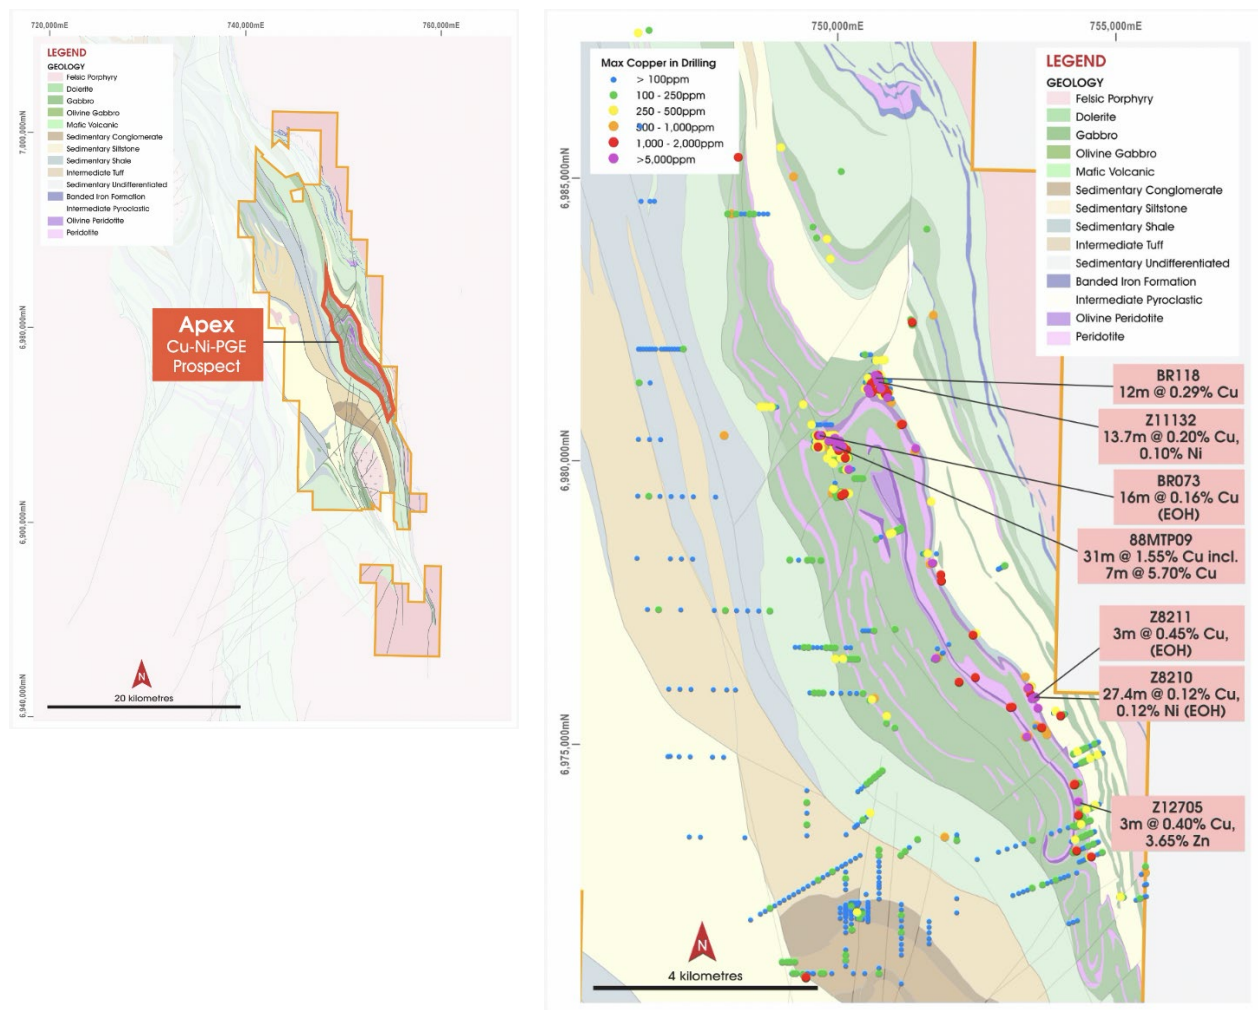 720,000mE
740,000mE
760,000mE
LEGEND
GEOLOGY
Felsic Porphyry
Dolerite
Gabbro
Olivine Gabbro
Mafic Volcanic
Sedimentary Conglomerate
Sedimentary Siltstone
Sedimentary Shale
Intermediate Tuff
Sedimentary Undifferentiated
Banded Iron Formation
Intermediate Pyroclastic
Olivine Peridotite
Peridotite
7,000,000mN
6,980,000mN
6,900,000mN
6,940,000mN
Apex
Cu-Ni-PGE
Prospect
N
20 kilometres
750,000mE
755,000mE
Max Copper in Drilling
> 100ppm
100 - 250ppm
250 - 500ppm
500 - 1,000ppm
1,000 - 2,000ppm
>5,000ppm
LEGEND
GEOLOGY
Felsic Porphyry
Dolerite
Gabbro
Olivine Gabbro
Mafic Volcanic
Sedimentary Conglomerate
Sedimentary Siltstone
Sedimentary Shale
Intermediate Tuff
Sedimentary Undifferentiated
Banded Iron Formation
Intermediate Pyroclastic
Olivine Peridotite
Peridotite
6,985,000mN
6,980,000mN
6,975,000mN
BR118
12m @ 0.29% Cu
Z11132
13.7m @ 0.20% Cu,
0.10% Ni
BR073
16m @ 0.16% Cu
(EOH)
88MTP09
31m @ 1.55% Cu incl.
7m @ 5.70% Cu
Z8211
3m @ 0.45% Cu,
(EOH)
Z8210
27.4m @ 0.12% Cu,
0.12% Ni (EOH)
Z12705
3m @ 0.40% Cu,
3.65% Zn
N
4 kilometres